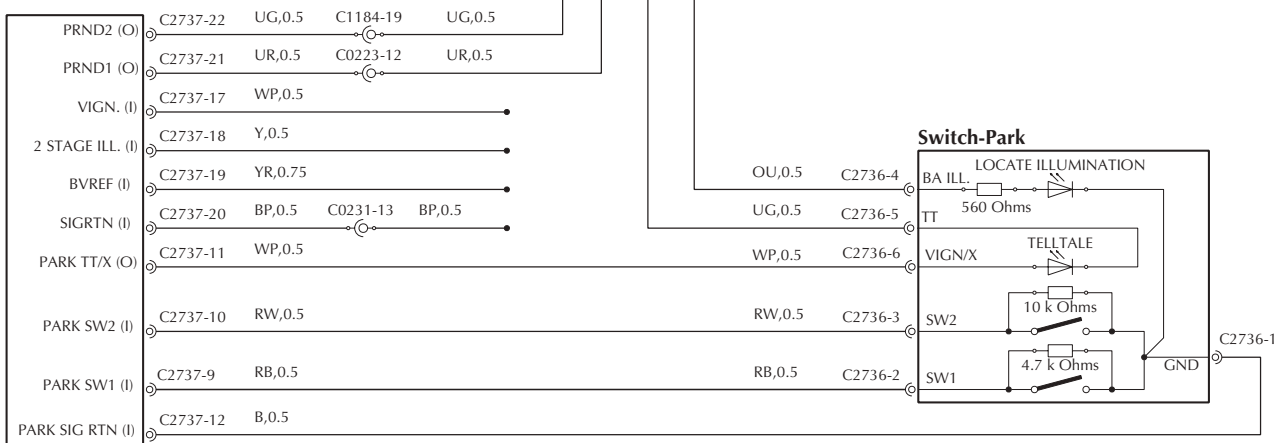 PRND2 (O) C2737-22 UG,0.5 C1184-19 UG,0.5
PRND1 (O) C2737-21 UR,0.5 C0223-12 UR,0.5
VIGN. (I) C2737-17 WP,0.5
2 STAGE ILL. (I) C2737-18 Y,0.5
Switch-Park
LOCATE ILLUMINATION
BVREF (I) C2737-19 YR,0.75 OU,0.5 C2736-4 BA ILL.
560 Ohms
SIGRTN (I) C2737-20 BP,0.5 C0231-13 BP,0.5 UG,0.5 C2736-5 TT
TELLTALE
PARK TT/X (O) C2737-11 WP,0.5 WP,0.5 C2736-6 VIGN/X
10 k Ohms
PARK SW2 (I) C2737-10 RW,0.5 RW,0.5 C2736-3 SW2
C2736-1
4.7 k Ohms GND
PARK SW1 (I) C2737-9 RB,0.5 RB,0.5 C2736-2 SW1
PARK SIG RTN (I) C2737-12 B,0.5